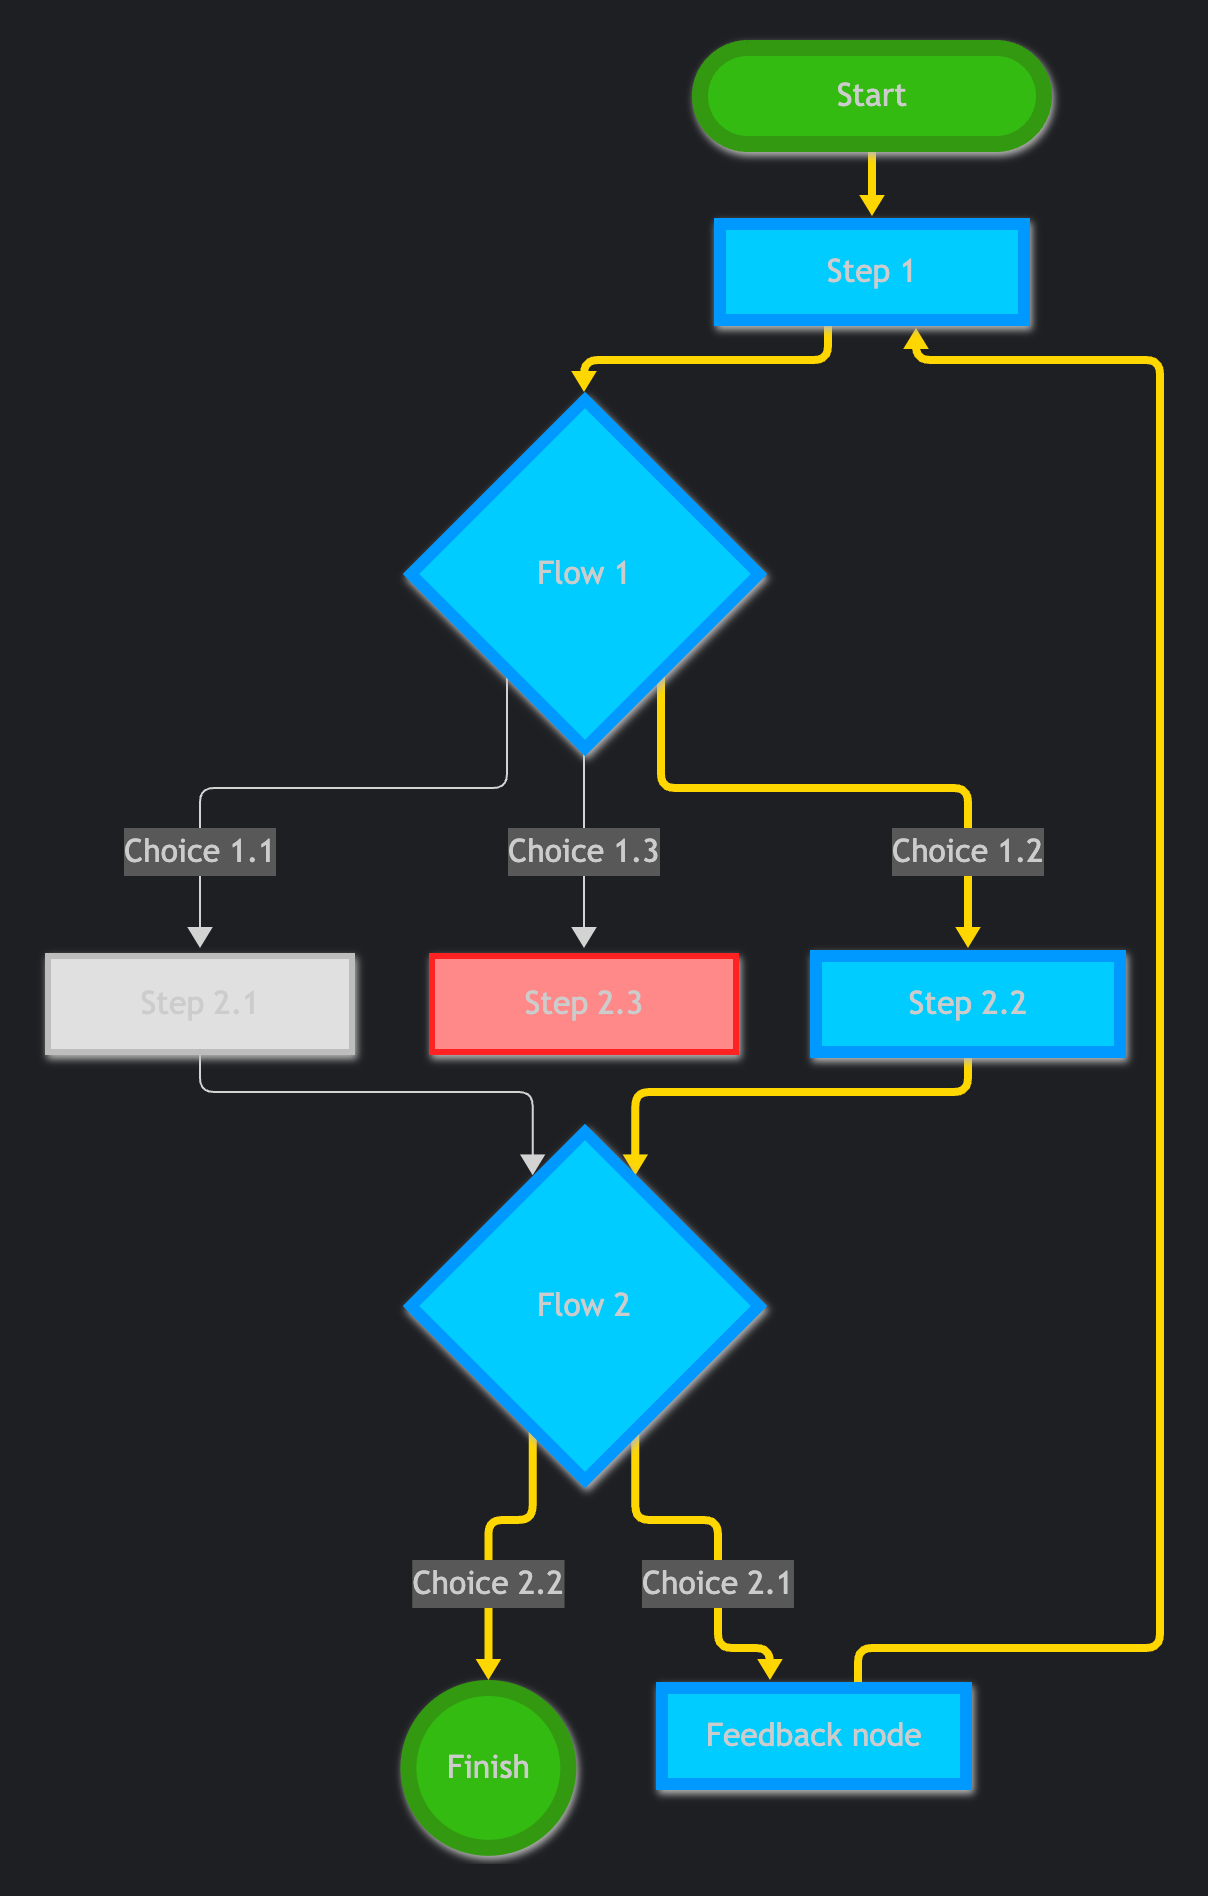 Start
Step 1
Flow 1
Choice 1.1
Choice 1.3
Choice 1.2
Step 2.1
Step 2.3
Step 2.2
Flow 2
Choice 2.2
Choice 2.1
Feedback node
Finish